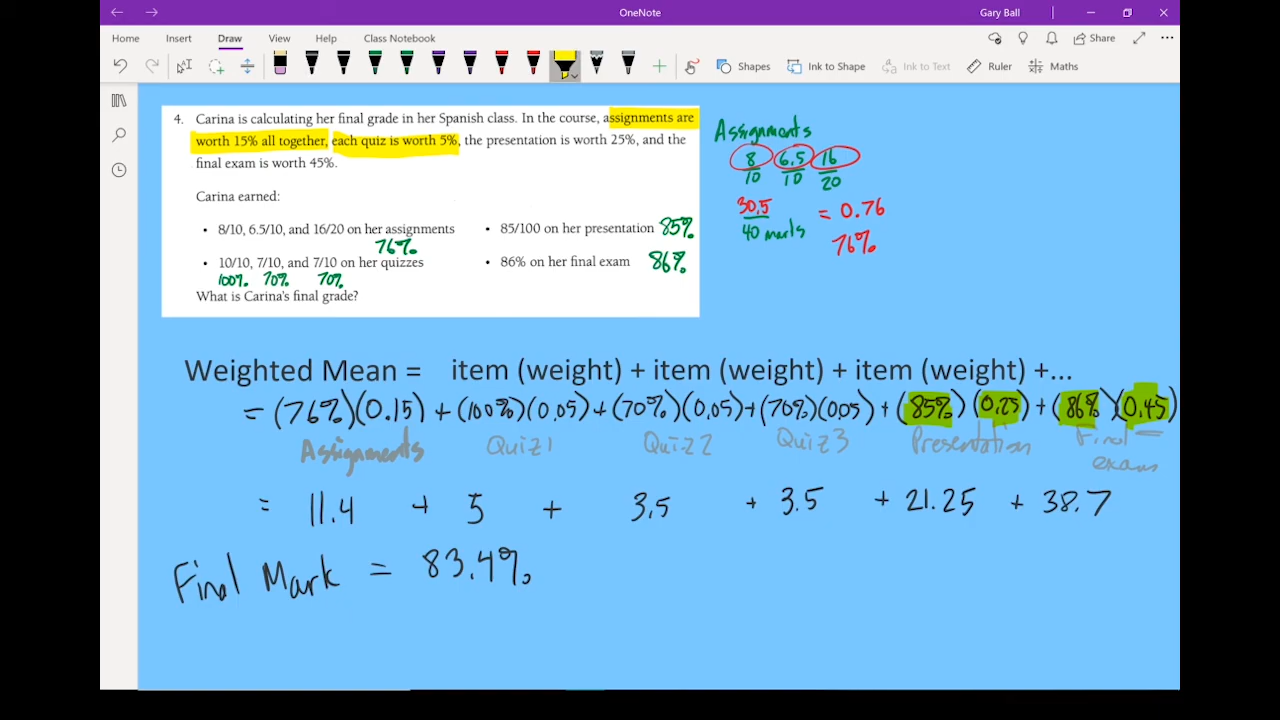 OneNote
Gary Ball
Home Insert Draw View Help Class Notebook
Share
Shapes Ink to Shape Ink to Text Ruler Maths
4. Carina is calculating her final grade in her Spanish class. In the course, assignments are
worth 15% all together, each quiz is worth 5%, the presentation is worth 25%, and the
final exam is worth 45%.
Carina earned:
• 8/10, 6.5/10, and 16/20 on her assignments
76%
• 10/10, 7/10, and 7/10 on her quizzes
100% 70% 70%
• 85/100 on her presentation 85%
• 86% on her final exam 86%
What is Carina's final grade?
Assignments
8 6.5 16
10 10 20
30.5
40 marks
= 0.76
76%
Weighted Mean = item (weight) + item (weight) + item (weight) +...
= (76%)(0.15) + (100%)(0.05) + (70%)(0.05) + (70%)(0.05) + (85%)(0.25) + (86%)(0.45)
Assignments Quiz1 Quiz2 Quiz3 Presentation Final
exam
= 11.4 + 5 + 3.5 + 3.5 + 21.25 + 38.7
Final Mark = 83.4%